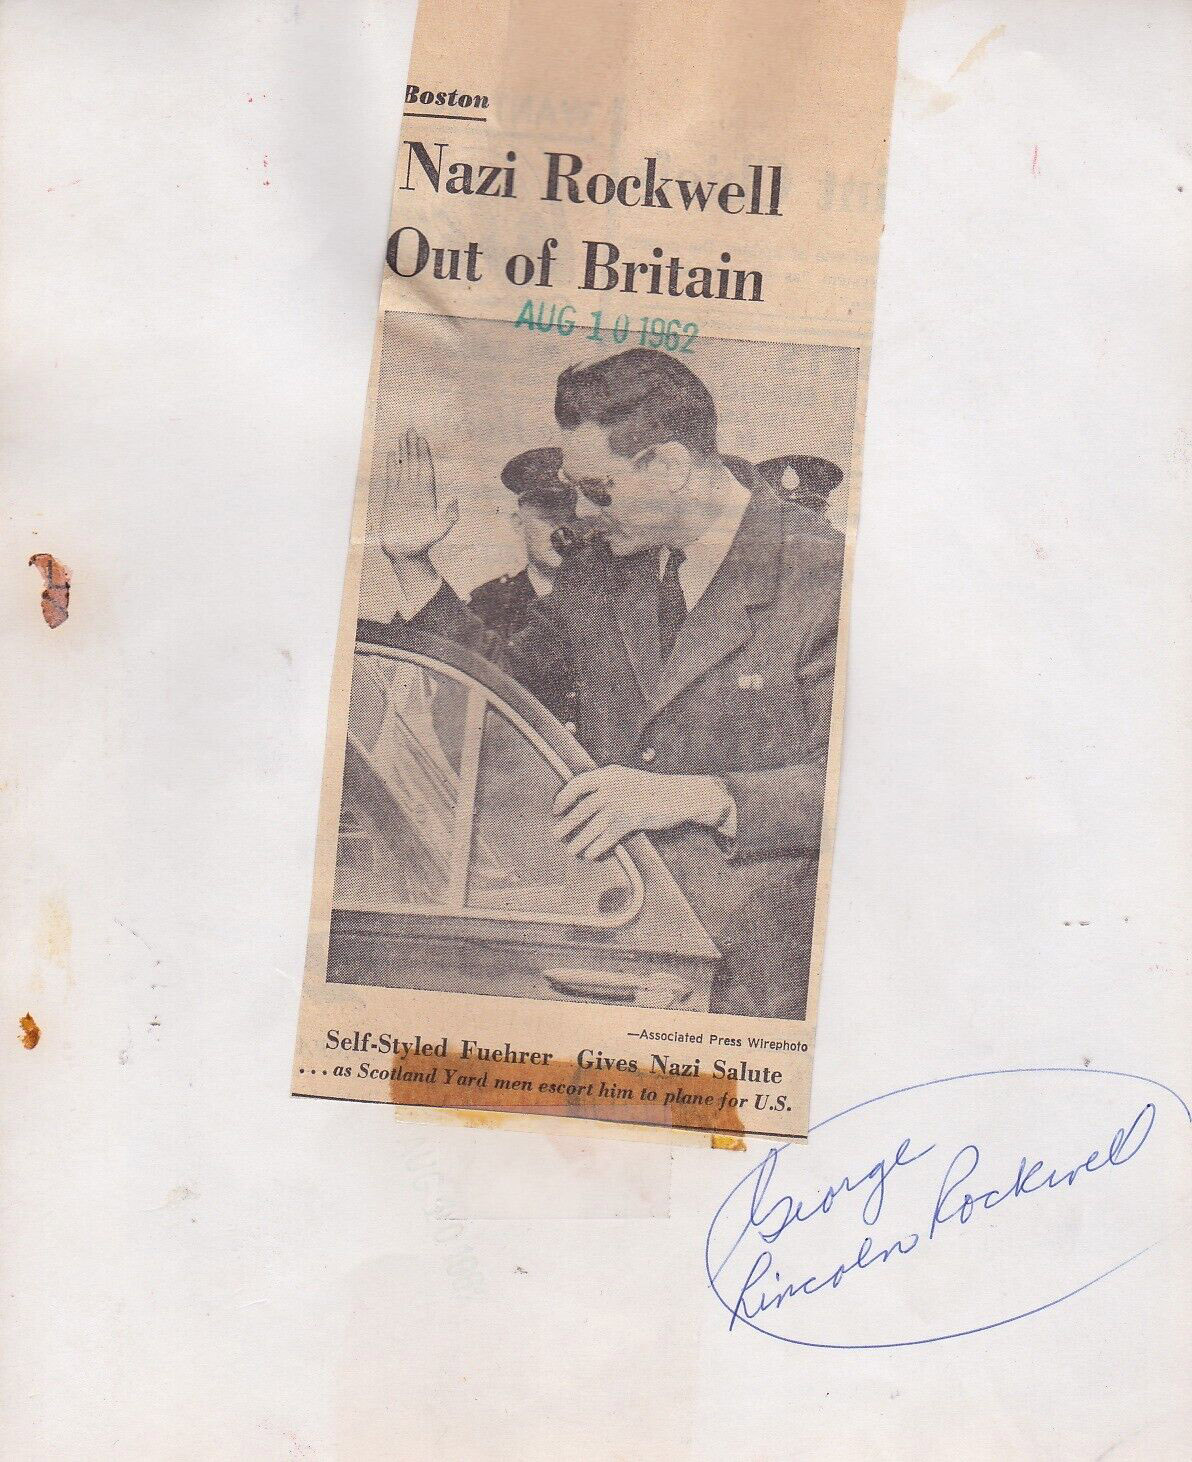 Boston
Nazi Rockwell
Out of Britain
AUG 10 1962
—Associated Press Wirephoto
Self-Styled Fuehrer Gives Nazi Salute
...as Scotland Yard men escort him to plane for U.S.
George
Lincoln Rockwell